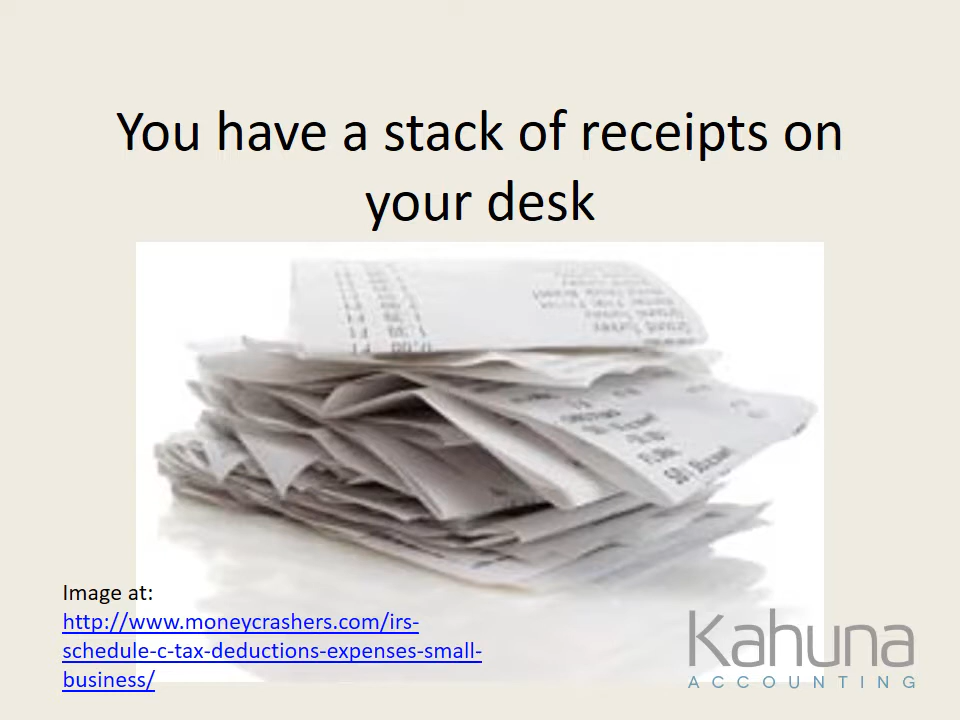 You have a stack of receipts on
your desk
Image at:
http://www.moneycrashers.com/irs-
schedule-c-tax-deductions-expenses-small-
business/
Kahuna
ACCOUNTING